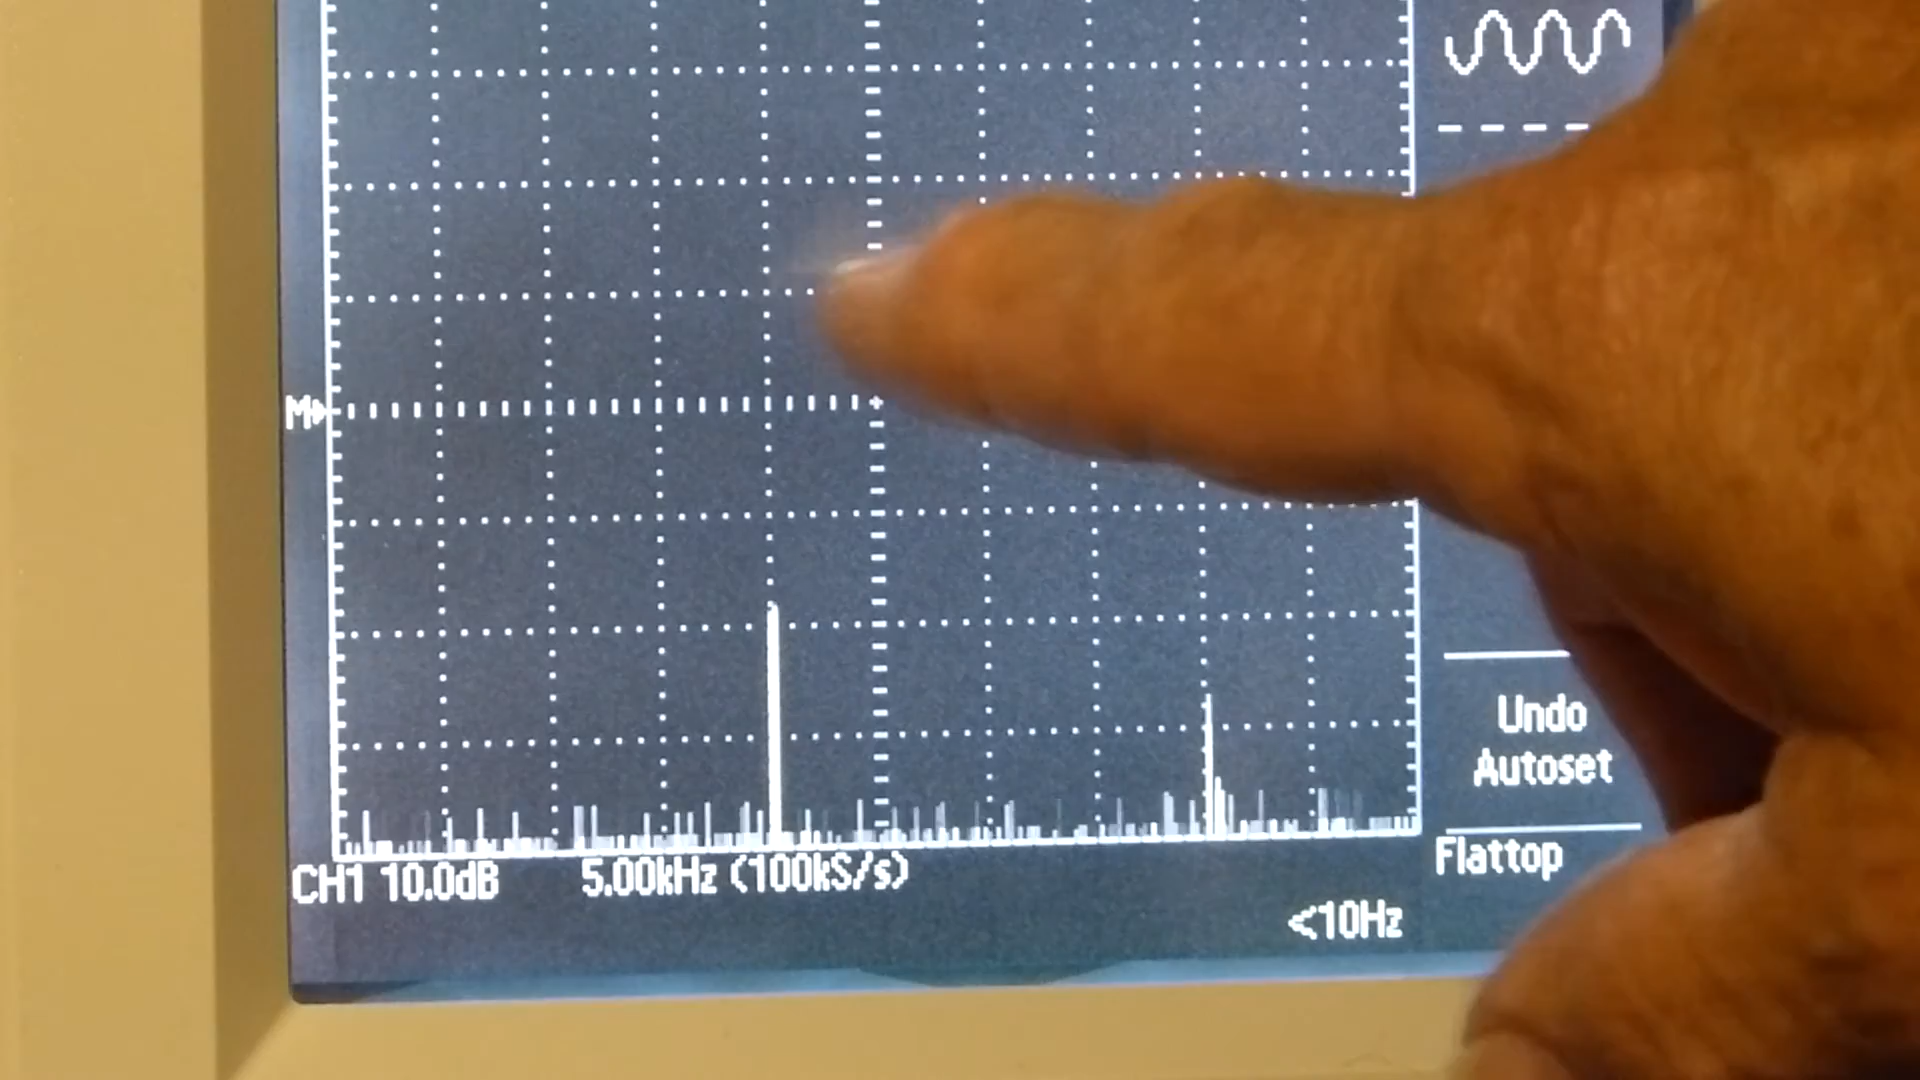 M
Undo
Autoset
CH1 10.0dB 5.00kHz (100kS/s)
Flattop
<10Hz